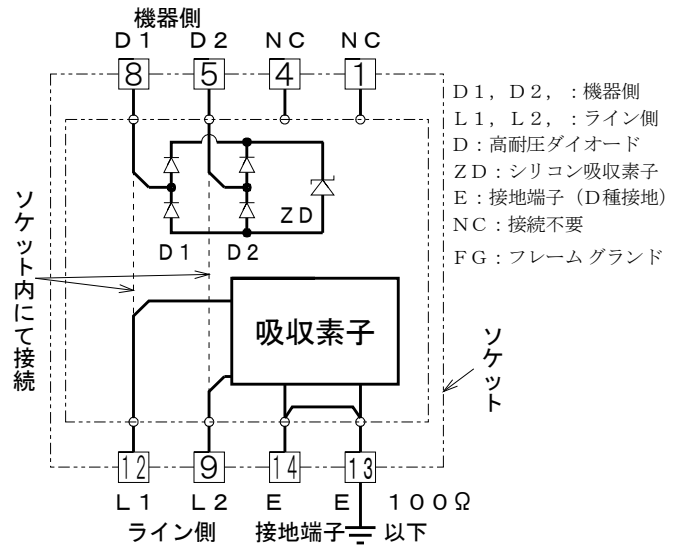 機器側
D1 D2 NC NC
8 5 4 1
D1, D2, :機器側
L1, L2, :ライン側
D:高耐圧ダイオード
ZD:シリコン吸収素子
E:接地端子(D種接地)
NC:接続不要
FG:フレームグランド
ZD
D1 D2
ソケット内にて接続
吸収素子
ソケット
12 9 14 13
L1 L2 E E 100Ω
ライン側 接地端子 以下